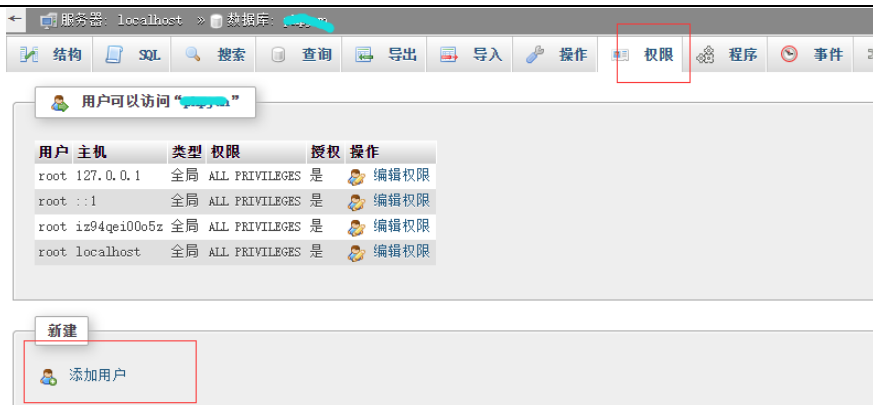 服务器: localhost » 数据库:
结构 SQL 搜索 查询 导出 导入 操作 权限 程序 事件
用户可以访问 “ ”
用户 主机 类型 权限 授权 操作
root 127.0.0.1 全局 ALL PRIVILEGES 是 编辑权限
root ::1 全局 ALL PRIVILEGES 是 编辑权限
root iz94qei00o5z 全局 ALL PRIVILEGES 是 编辑权限
root localhost 全局 ALL PRIVILEGES 是 编辑权限
新建
添加用户